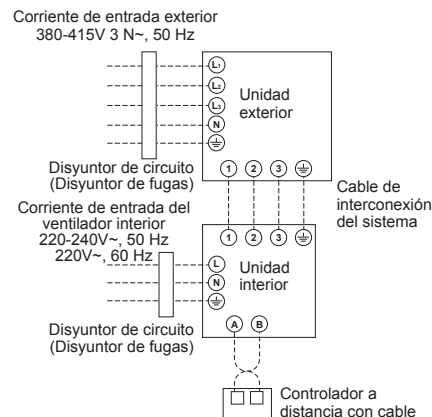 Corriente de entrada exterior
380-415V 3 N~, 50 Hz
L₁
L₂
L₃
N
Unidad
exterior
Disyuntor de circuito
(Disyuntor de fugas)
1 2 3
Cable de
interconexión
del sistema
Corriente de entrada del
ventilador interior
220-240V~, 50 Hz
220V~, 60 Hz
1 2 3
L
N
Unidad
interior
Disyuntor de circuito
(Disyuntor de fugas)
A B
Controlador a
distancia con cable